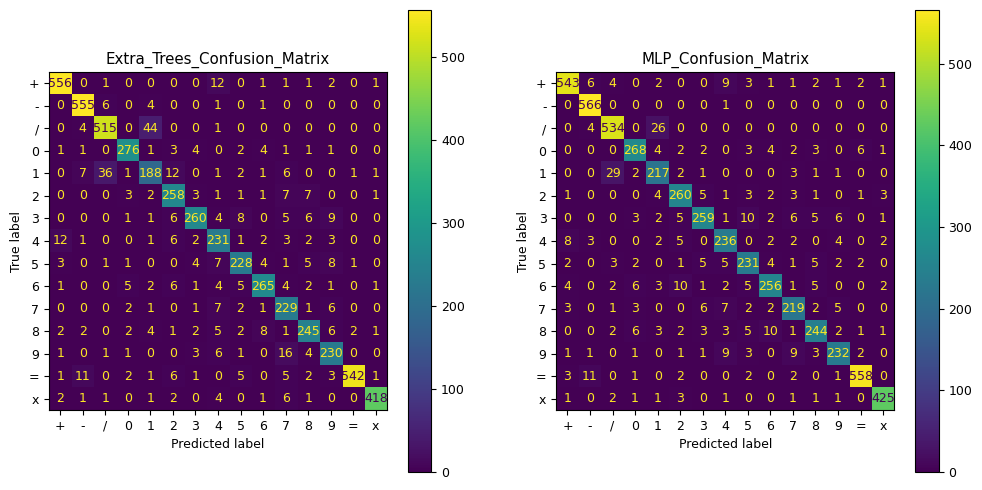 Extra_Trees_Confusion_Matrix
+ 556 0 1 0 0 0 0 12 0 1 1 1 2 0 1
- 0 555 6 0 4 0 0 1 0 1 0 0 0 0 0
/ 0 4 515 0 44 0 0 1 0 0 0 0 0 0 0
0 1 1 0 276 1 3 4 0 2 4 1 1 1 0 0
1 0 7 36 0 188 12 0 1 2 1 6 0 0 1 1
2 0 0 0 3 2 258 3 1 1 1 7 7 0 0 1
3 0 0 0 1 1 6 260 4 8 0 5 6 9 0 0
4 12 1 0 0 1 6 2 231 1 2 3 2 3 0 0
5 3 0 1 1 0 0 4 7 228 4 1 5 8 1 0
6 1 0 0 5 2 6 1 4 5 265 4 2 1 0 1
7 0 0 0 2 1 0 1 7 2 1 229 1 6 0 0
8 2 2 0 2 4 1 2 5 2 8 1 245 6 2 1
9 1 0 1 1 0 0 3 6 1 0 16 4 230 0 0
= 1 11 0 2 1 6 1 0 5 0 5 2 3 542 1
x 2 1 1 0 1 2 0 4 0 1 6 1 0 0 418
+ - / 0 1 2 3 4 5 6 7 8 9 = x
True label
Predicted label
500
400
300
200
100
0
MLP_Confusion_Matrix
+ 543 6 4 0 2 0 0 9 3 1 1 2 1 2 1
- 0 566 0 0 0 0 0 1 0 0 0 0 0 0 0
/ 0 4 534 0 26 0 0 0 0 0 0 0 0 0 0
0 0 0 0 268 4 2 2 0 3 4 2 3 0 6 1
1 0 0 29 2 217 2 0 0 0 0 3 1 1 0 0
2 1 0 0 0 4 260 5 1 3 2 3 1 0 1 3
3 0 0 0 3 2 5 259 1 10 2 6 5 6 0 1
4 8 3 0 0 2 5 0 236 0 2 2 0 4 0 2
5 2 0 3 2 0 1 5 5 231 4 1 5 2 2 0
6 4 0 2 6 3 10 1 2 5 256 1 5 0 0 2
7 3 0 1 3 0 0 6 7 2 2 219 2 5 0 0
8 0 0 2 6 3 2 3 3 5 10 1 244 2 1 1
9 1 1 0 1 0 1 1 9 3 0 9 3 232 2 0
= 3 11 0 1 0 2 0 0 2 0 2 0 1 558 0
x 1 0 2 1 1 3 0 0 0 1 1 1 1 0 425
+ - / 0 1 2 3 4 5 6 7 8 9 = x
True label
Predicted label
500
400
300
200
100
0